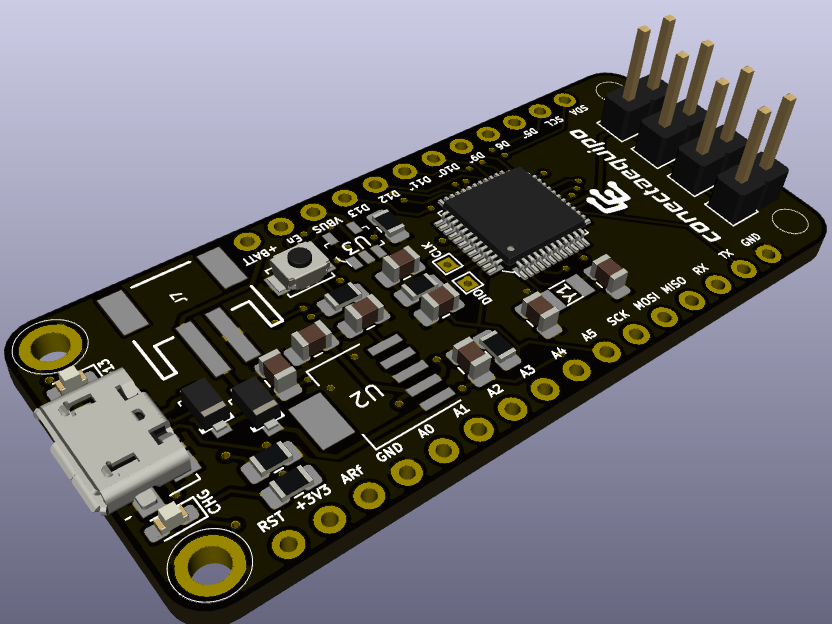 SDA
SCL
D5~
D6
D9~
D10~
D11~
D12
D13
VBUS
En
+BATT
conectaequipo
U3
CLK
DIO
Y1
J7
U2
L3
CHG
RST
+3V3
ARf
GND
A0
A1
A2
A3
A4
A5
SCK
MOSI
MISO
RX
TX
GND